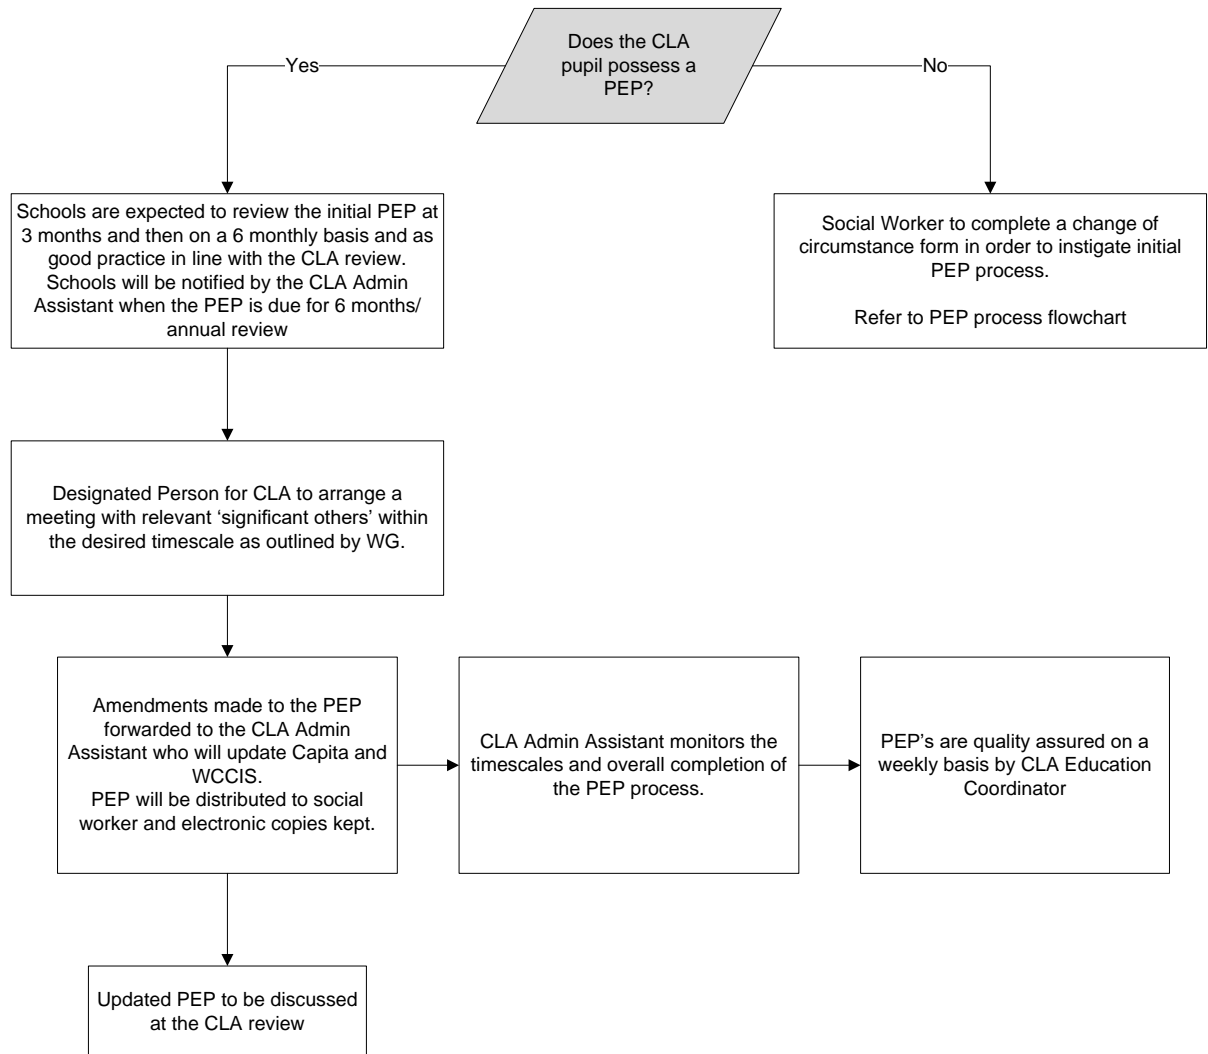 Does the CLA
pupil possess a
PEP?
Yes
No
Schools are expected to review the initial PEP at
3 months and then on a 6 monthly basis and as
good practice in line with the CLA review.
Schools will be notified by the CLA Admin
Assistant when the PEP is due for 6 months/
annual review
Social Worker to complete a change of
circumstance form in order to instigate initial
PEP process.
Refer to PEP process flowchart
Designated Person for CLA to arrange a
meeting with relevant ‘significant others’ within
the desired timescale as outlined by WG.
Amendments made to the PEP
forwarded to the CLA Admin
Assistant who will update Capita and
WCCIS.
PEP will be distributed to social
worker and electronic copies kept.
CLA Admin Assistant monitors the
timescales and overall completion of
the PEP process.
PEP’s are quality assured on a
weekly basis by CLA Education
Coordinator
Updated PEP to be discussed
at the CLA review